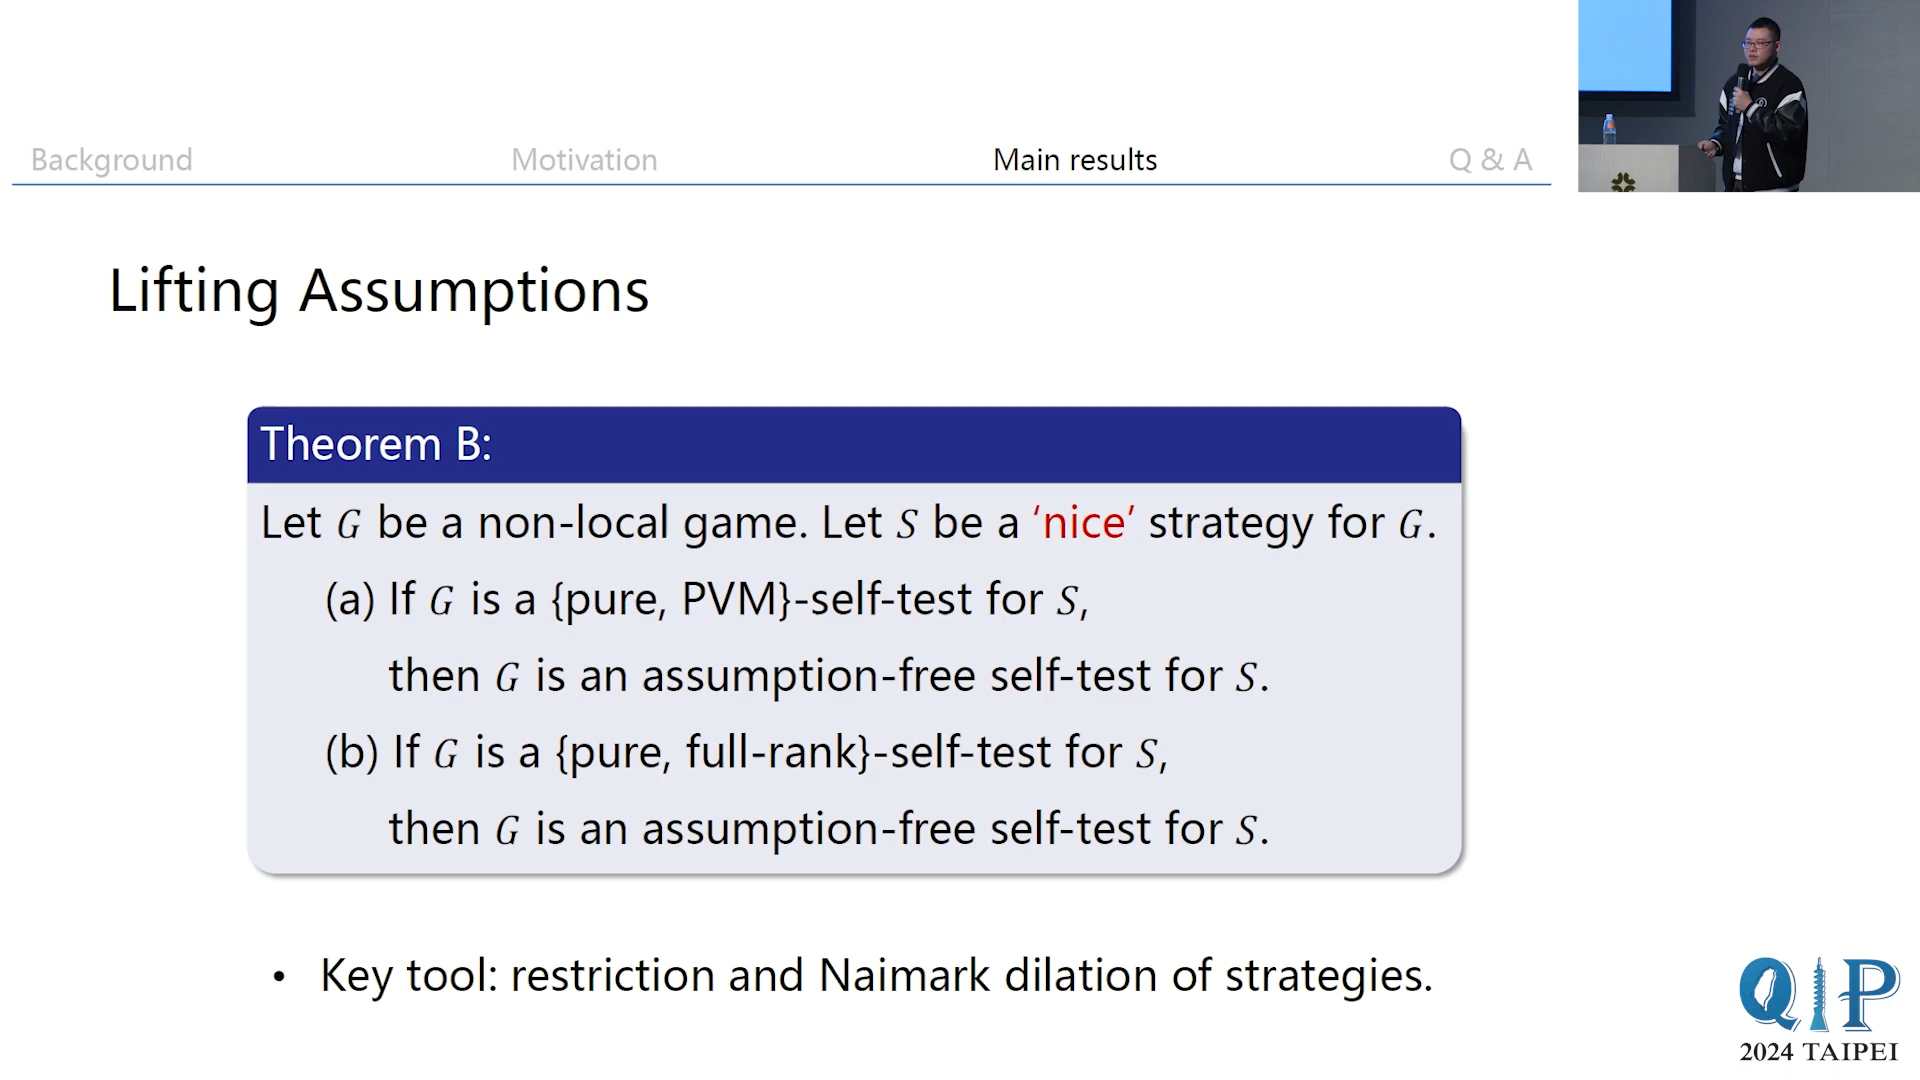 Background Motivation Main results Q & A
Lifting Assumptions
Theorem B:
Let G be a non-local game. Let S be a ‘nice’ strategy for G.
(a) If G is a {pure, PVM}-self-test for S,
then G is an assumption-free self-test for S.
(b) If G is a {pure, full-rank}-self-test for S,
then G is an assumption-free self-test for S.
• Key tool: restriction and Naimark dilation of strategies.
QIP
2024 TAIPEI